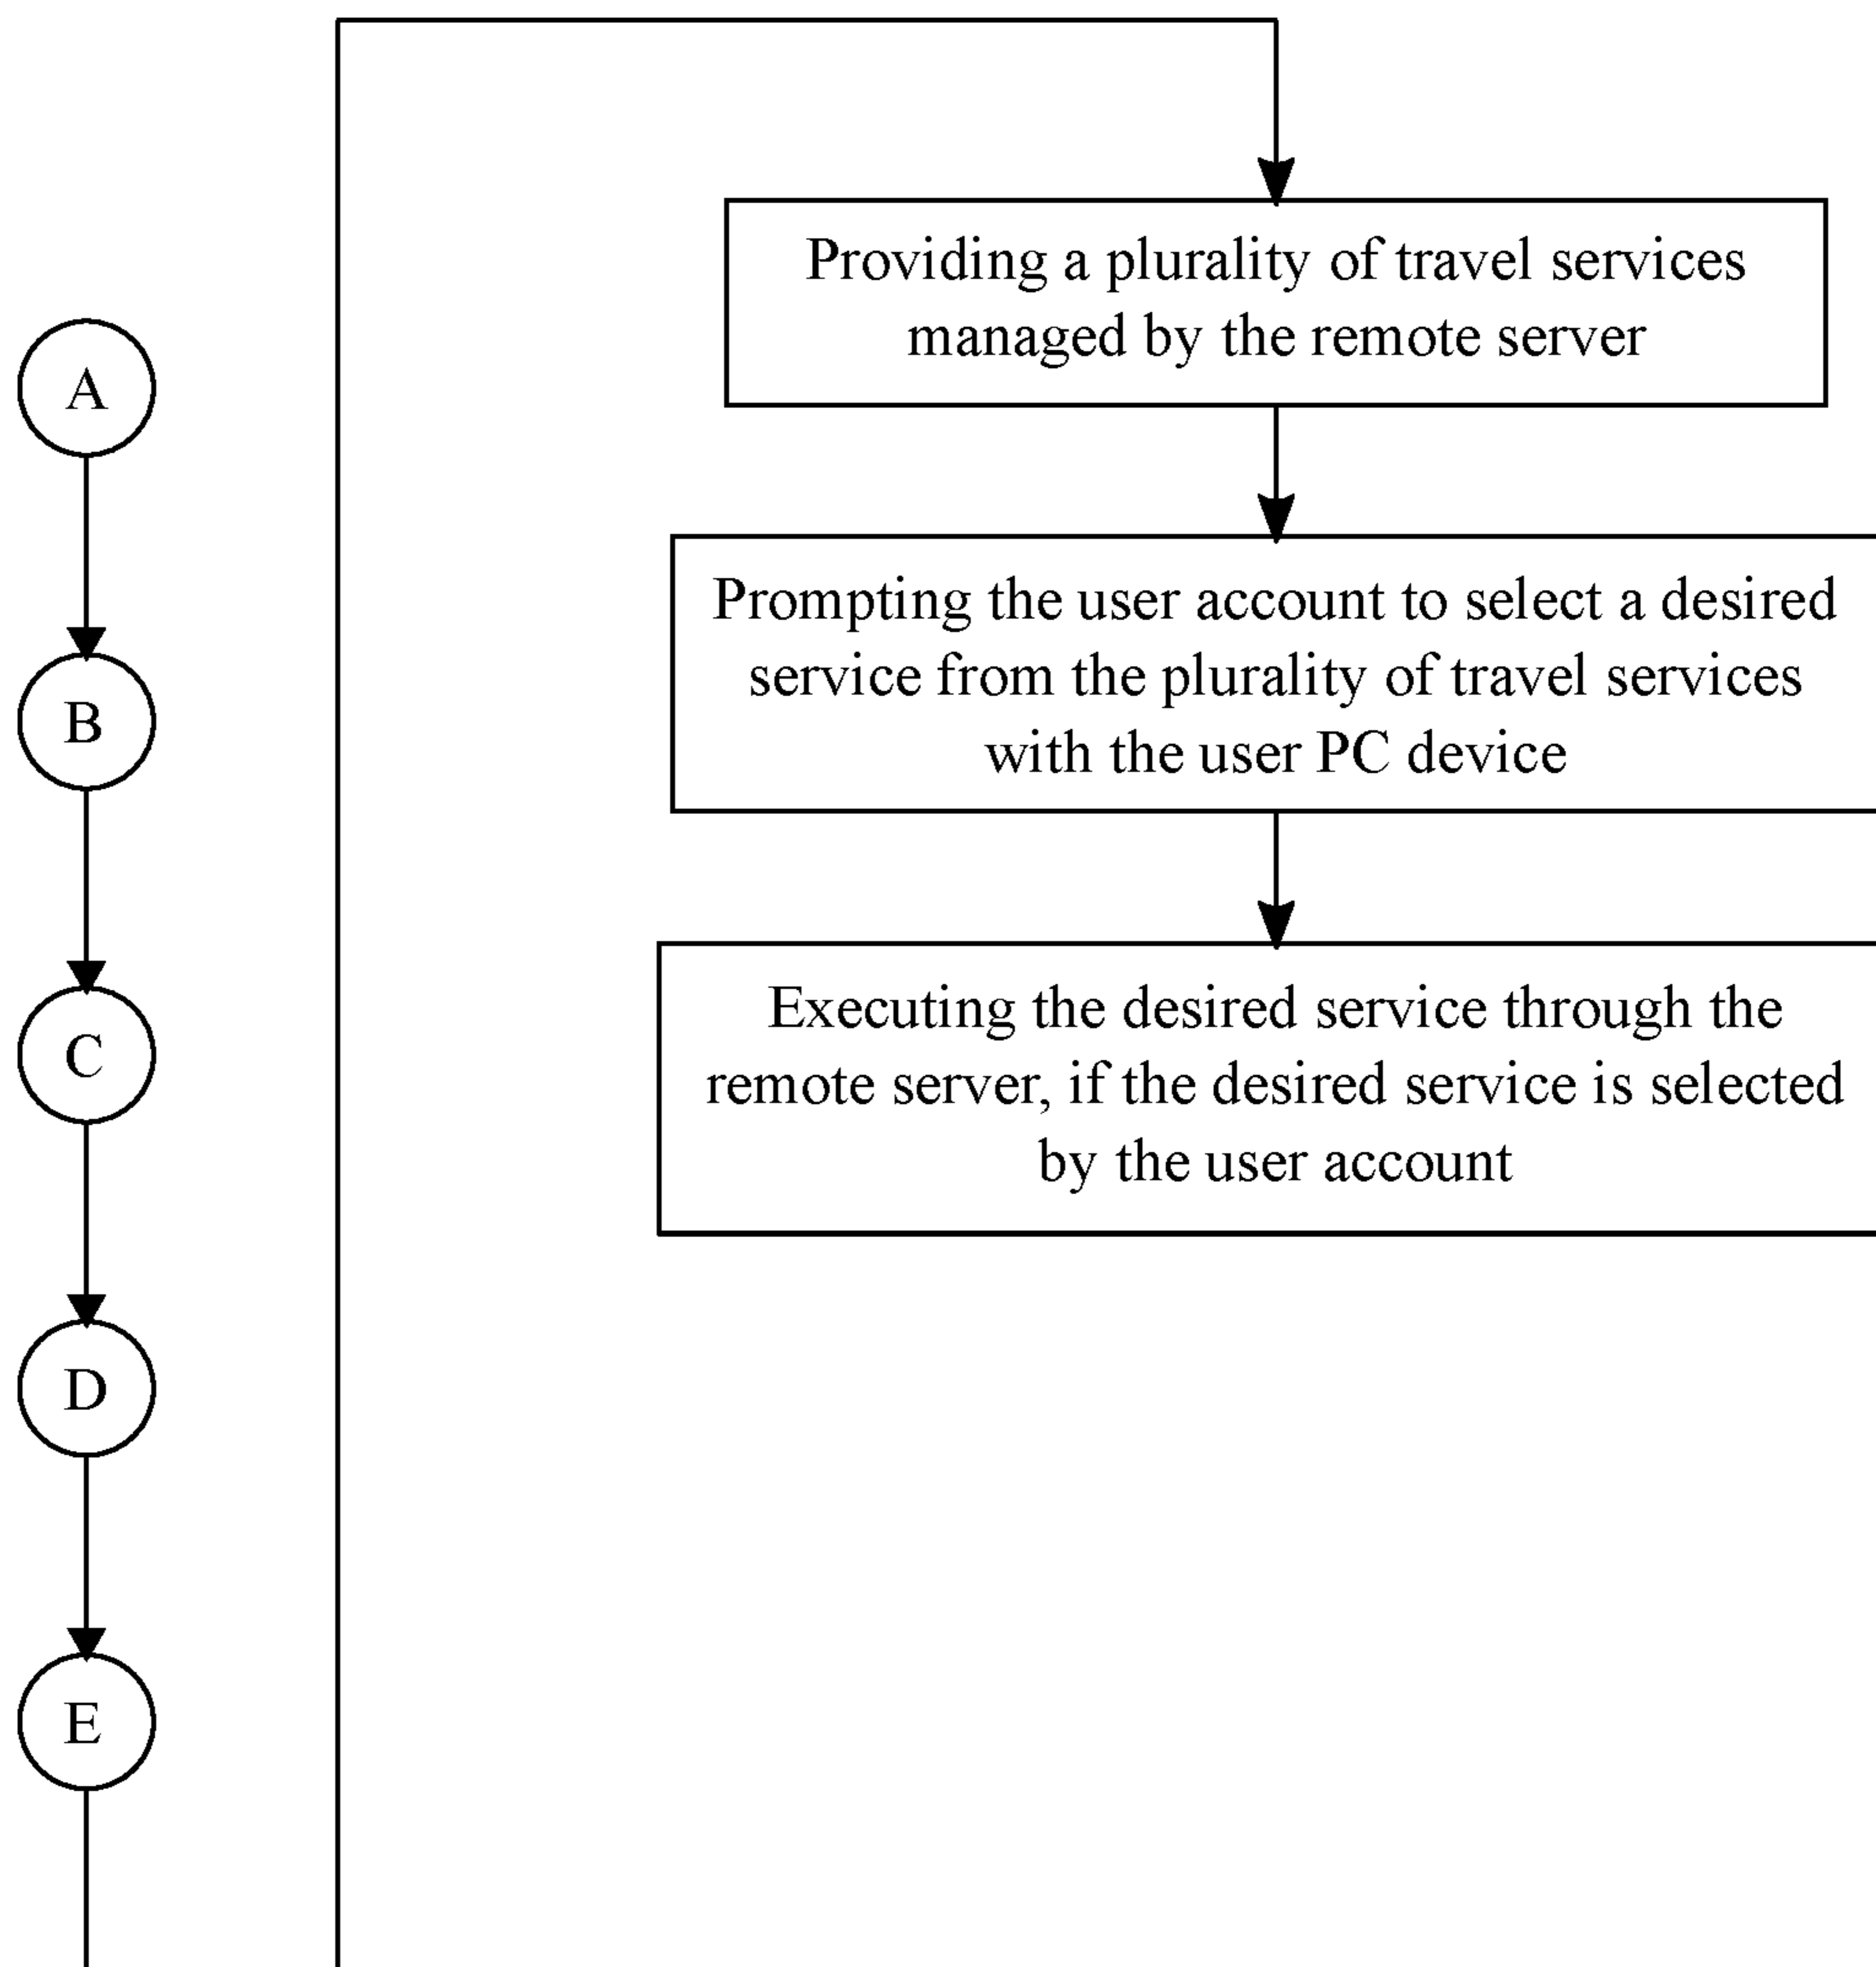 A
B
C
D
E
Providing a plurality of travel services
managed by the remote server
Prompting the user account to select a desired
service from the plurality of travel services
with the user PC device
Executing the desired service through the
remote server, if the desired service is selected
by the user account